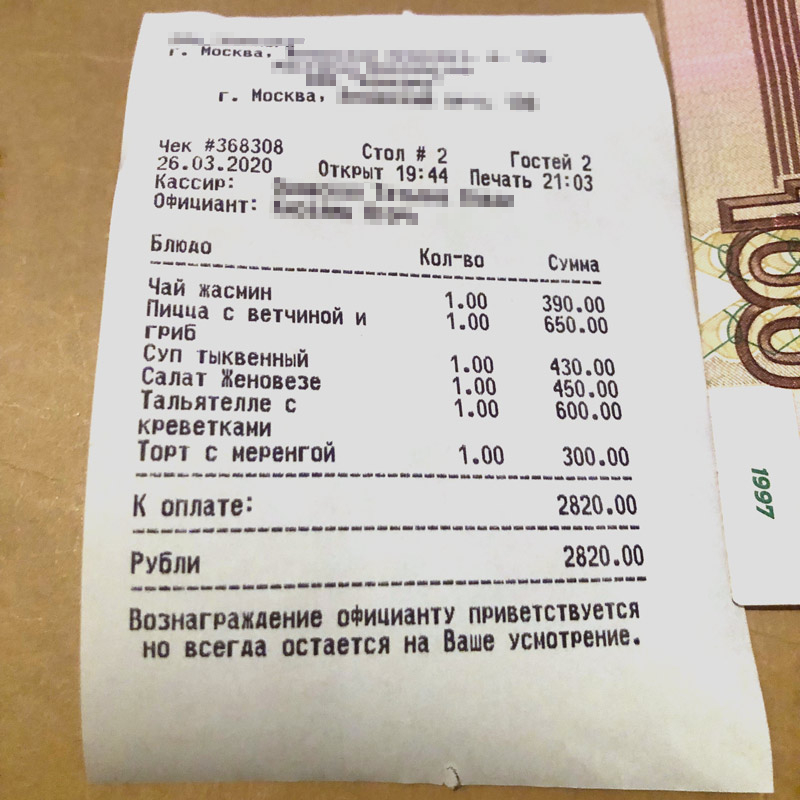 г. Москва,
г. Москва,
Чек #368308 Стол # 2 Гостей 2
26.03.2020 Открыт 19:44 Печать 21:03
Кассир:
Официант:
Блюдо Кол-во Сумма
Чай жасмин 1.00 390.00
Пицца с ветчиной и 1.00 650.00
гриб
Суп тыквенный 1.00 430.00
Салат Женовезе 1.00 450.00
Тальятелле с 1.00 600.00
креветками
Торт с меренгой 1.00 300.00
К оплате: 2820.00
Рубли 2820.00
Вознаграждение официанту приветствуется
но всегда остается на Ваше усмотрение.
100
1997